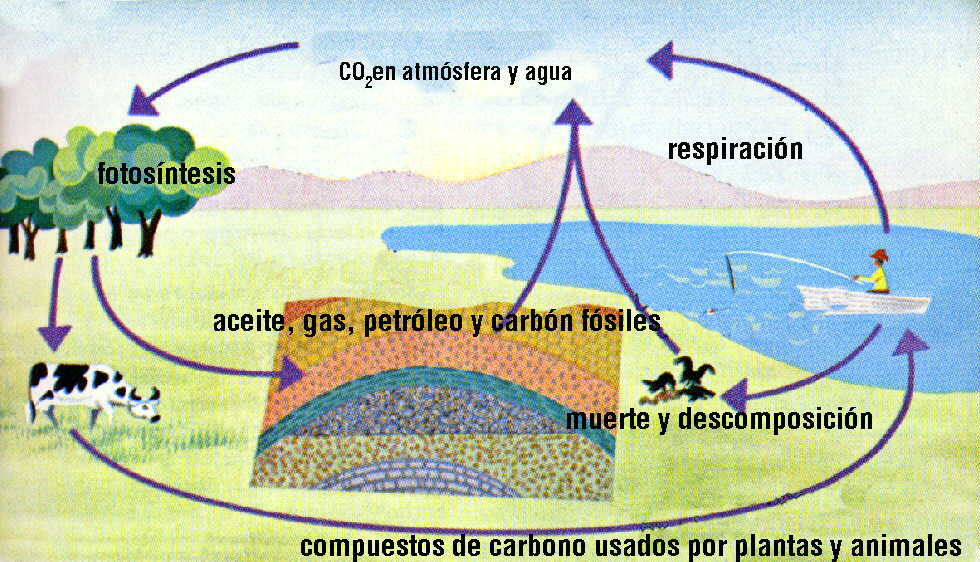 CO₂en atmósfera y agua
respiración
fotosíntesis
aceite, gas, petróleo y carbón fósiles
muerte y descomposición
compuestos de carbono usados por plantas y animales